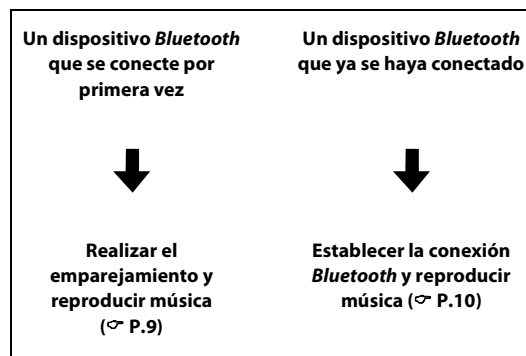 Un dispositivo Bluetooth
que se conecte por
primera vez
Un dispositivo Bluetooth
que ya se haya conectado
Realizar el
emparejamiento y
reproducir música
(☞ P.9)
Establecer la conexión
Bluetooth y reproducir
música (☞ P.10)